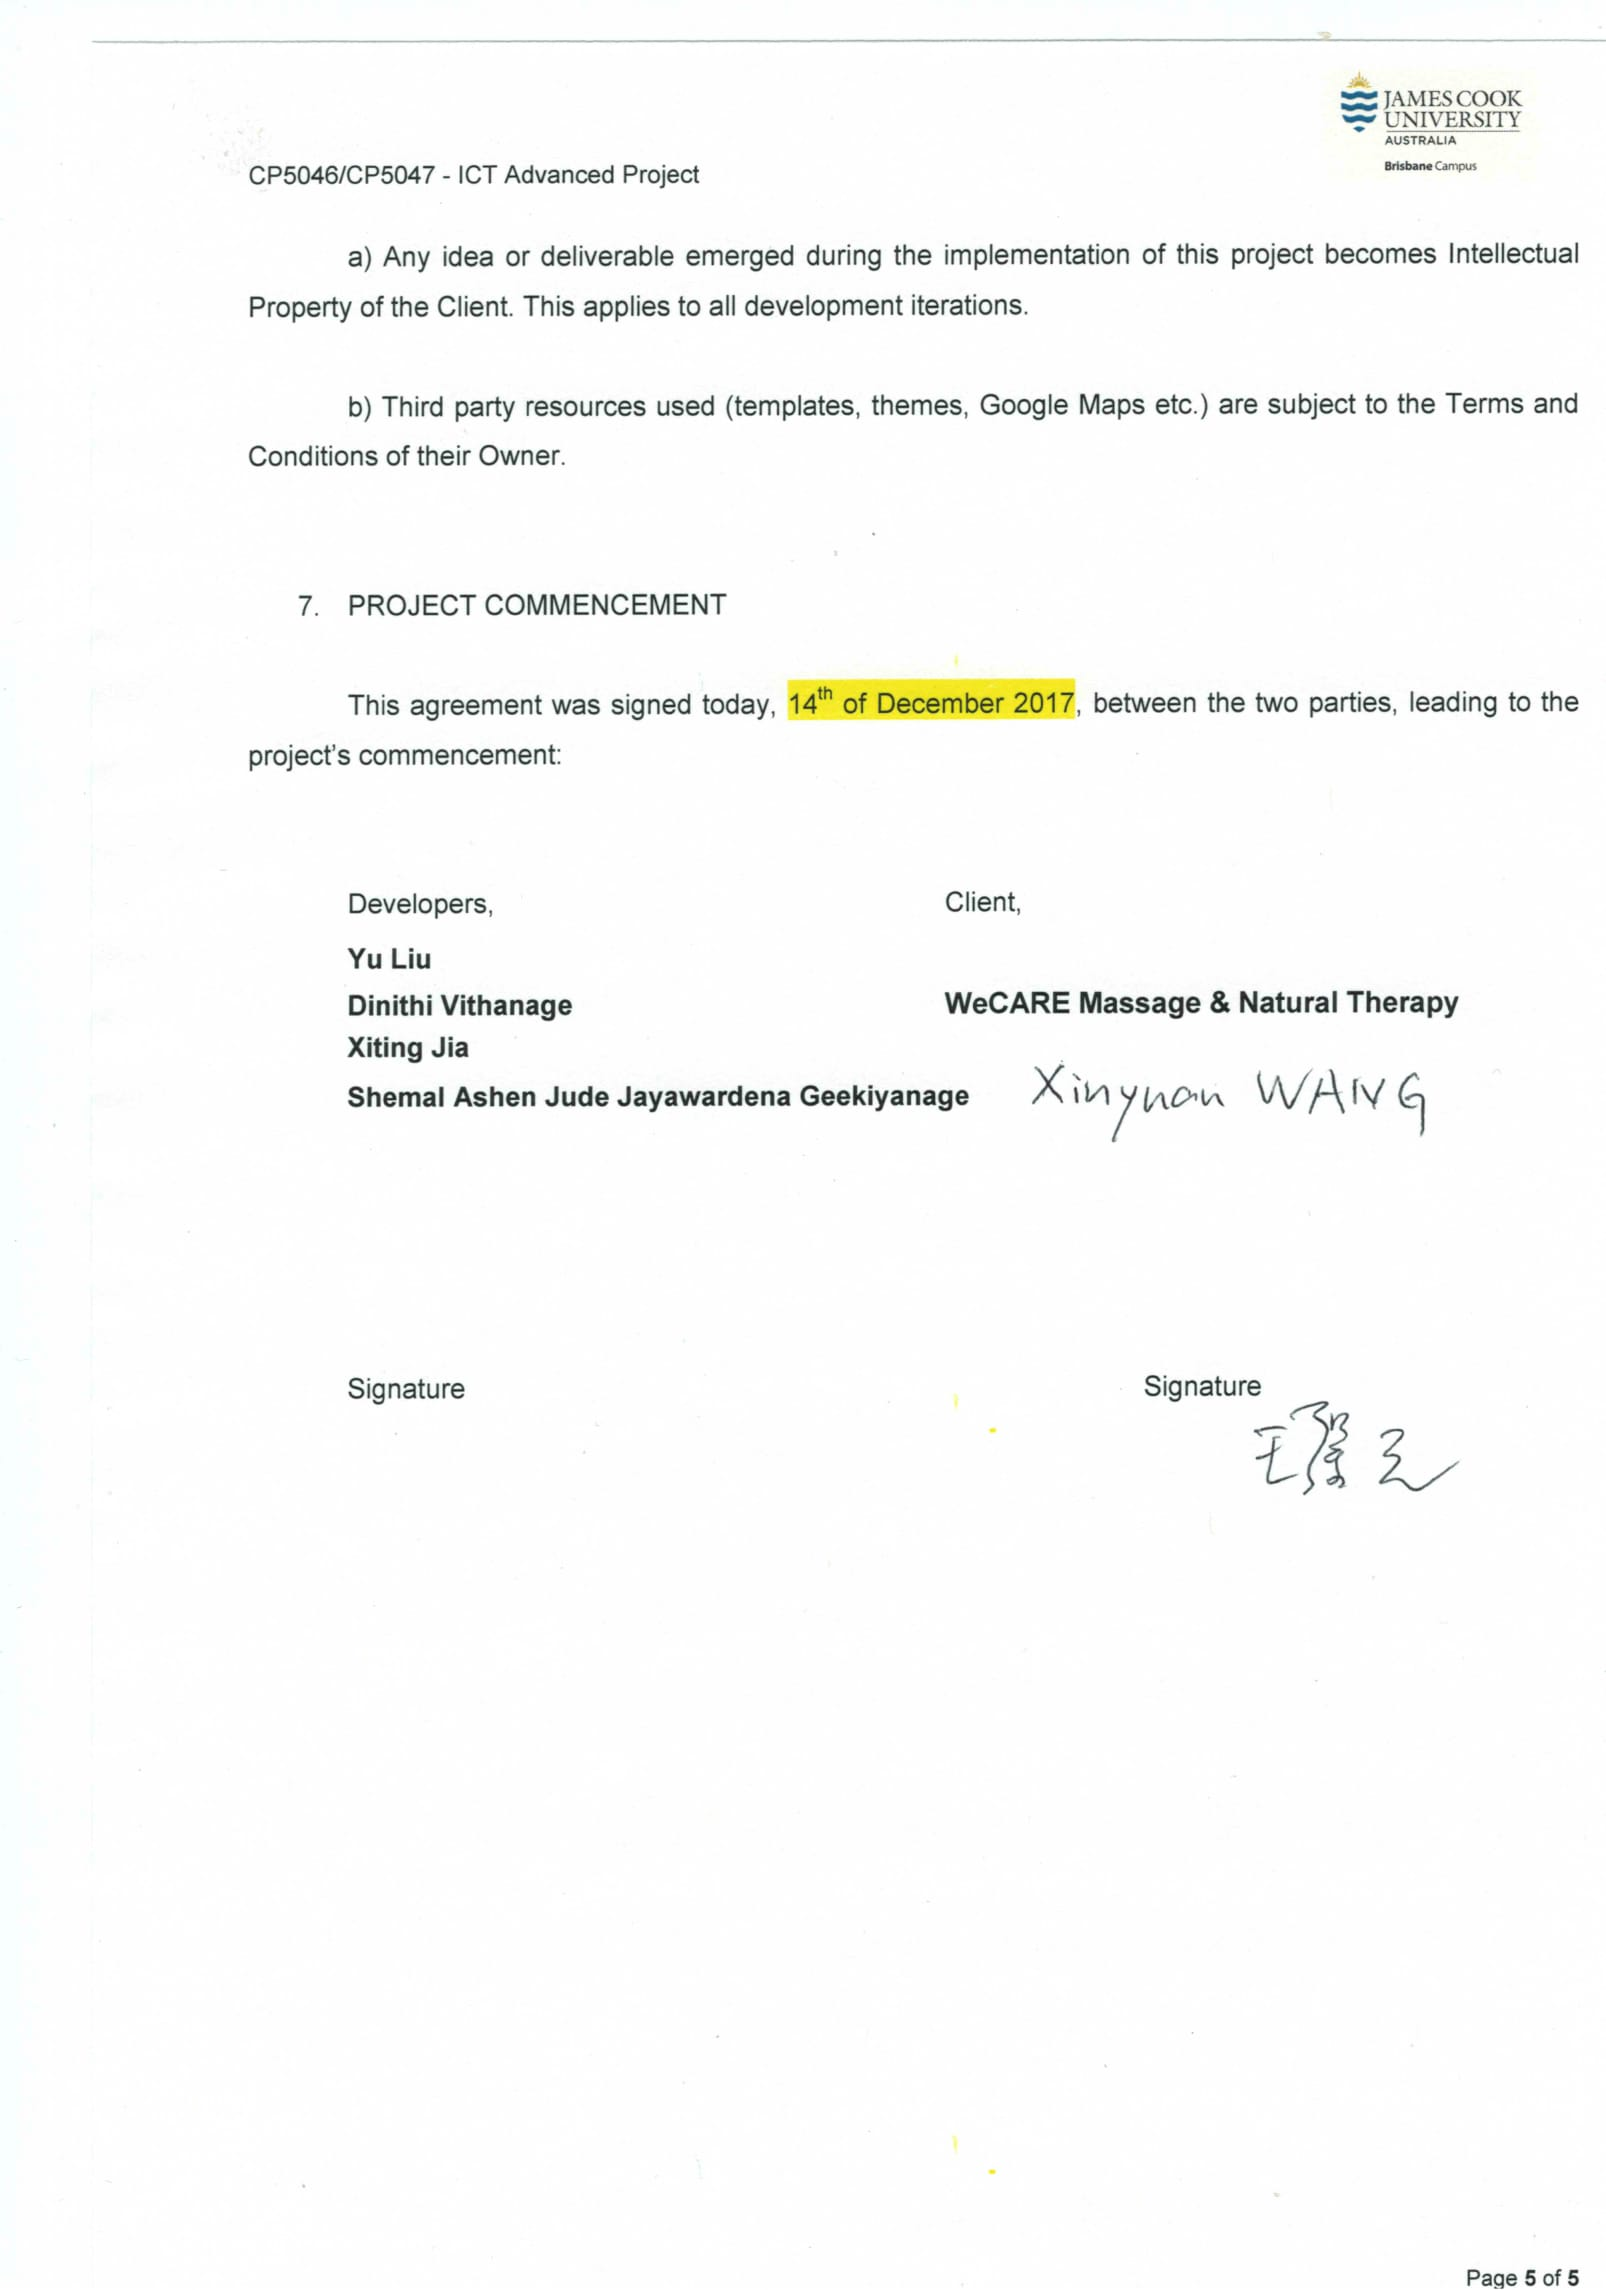 JAMES COOK
UNIVERSITY
AUSTRALIA
Brisbane Campus
CP5046/CP5047 - ICT Advanced Project
a) Any idea or deliverable emerged during the implementation of this project becomes Intellectual
Property of the Client. This applies to all development iterations.
b) Third party resources used (templates, themes, Google Maps etc.) are subject to the Terms and
Conditions of their Owner.
7. PROJECT COMMENCEMENT
This agreement was signed today, 14th of December 2017, between the two parties, leading to the
project's commencement:
Developers,
Client,
Yu Liu
Dinithi Vithanage
WeCARE Massage & Natural Therapy
Xiting Jia
Shemal Ashen Jude Jayawardena Geekiyanage
Xinyuan WANG
Signature
Signature
Page 5 of 5